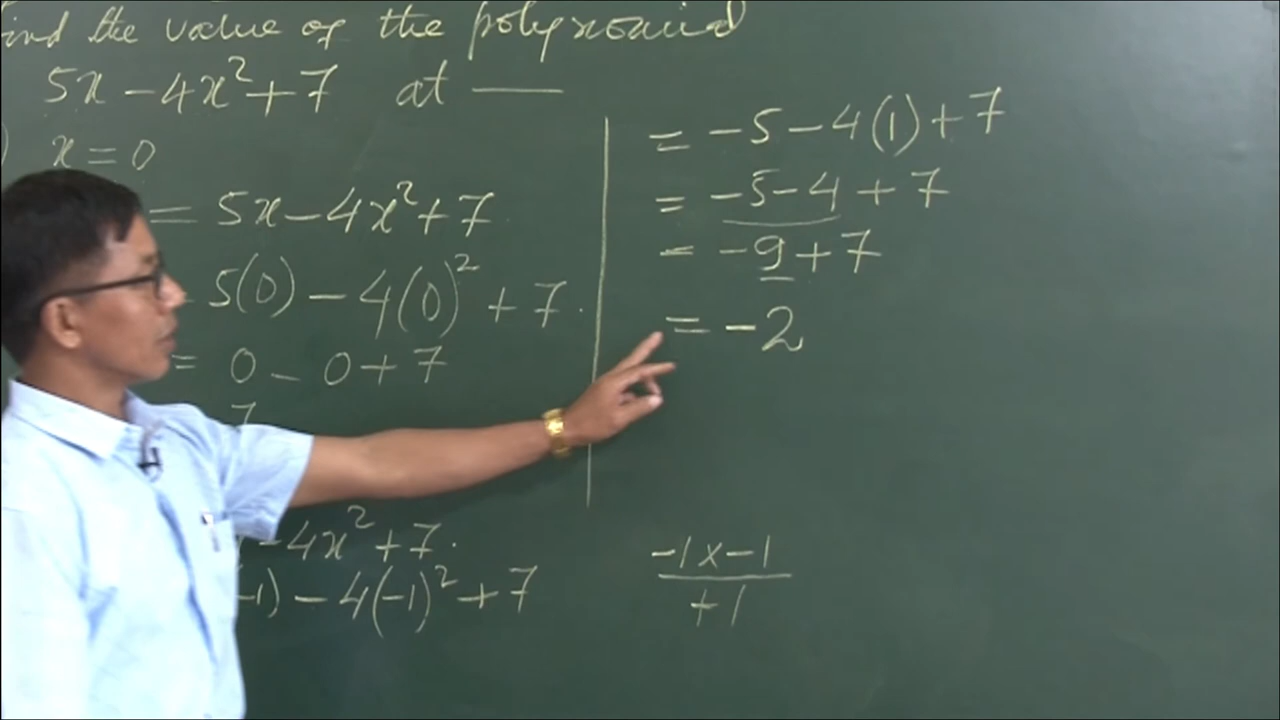 find the value of the polynomial
5x - 4x² + 7 at —
) x = 0
= 5x - 4x² + 7
5(0) - 4(0)² + 7.
= 0 - 0 + 7
7
- 4x² + 7.
-1) - 4(-1)² + 7
= -5 - 4(1) + 7
= -5 - 4 + 7
= -9 + 7
= -2
-1 x -1
+1